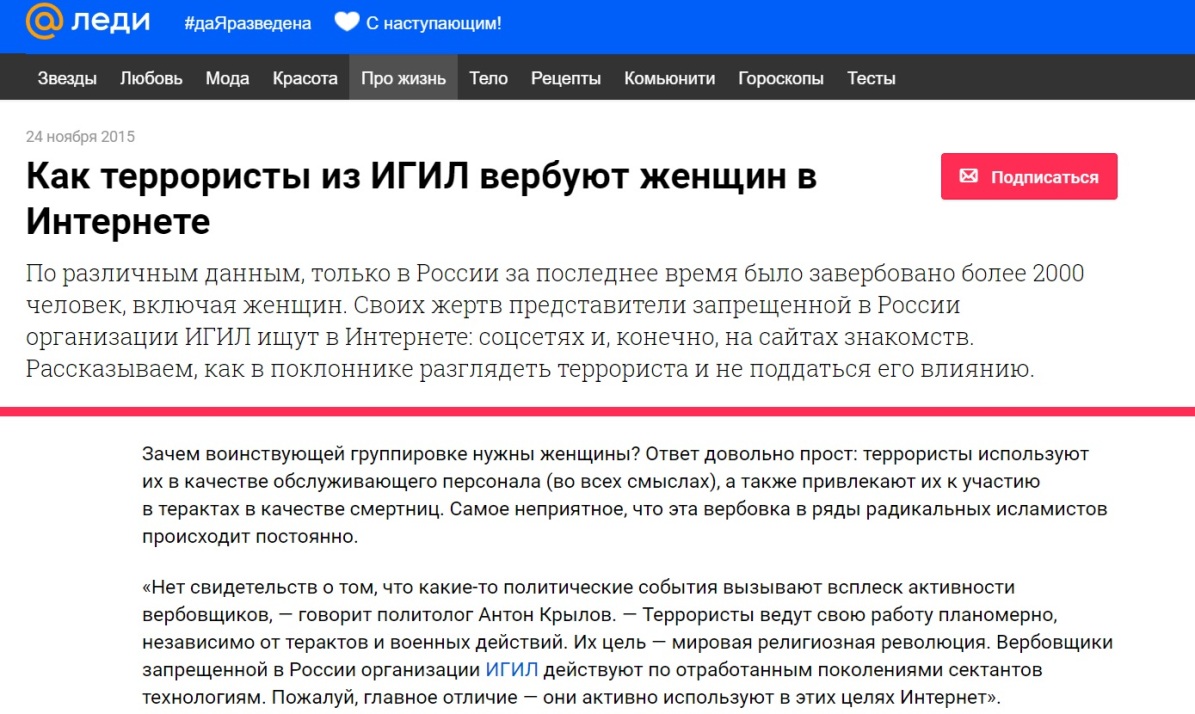 @ леди #даЯразведена С наступающим!
Звезды Любовь Мода Красота Про жизнь Тело Рецепты Комьюнити Гороскопы Тесты
24 ноября 2015
Как террористы из ИГИЛ вербуют женщин в
Интернете
Подписаться
По различным данным, только в России за последнее время было завербовано более 2000
человек, включая женщин. Своих жертв представители запрещенной в России
организации ИГИЛ ищут в Интернете: соцсетях и, конечно, на сайтах знакомств.
Рассказываем, как в поклоннике разглядеть террориста и не поддаться его влиянию.
Зачем воинствующей группировке нужны женщины? Ответ довольно прост: террористы используют
их в качестве обслуживающего персонала (во всех смыслах), а также привлекают их к участию
в терактах в качестве смертниц. Самое неприятное, что эта вербовка в ряды радикальных исламистов
происходит постоянно.
«Нет свидетельств о том, что какие-то политические события вызывают всплеск активности
вербовщиков, — говорит политолог Антон Крылов. — Террористы ведут свою работу планомерно,
независимо от терактов и военных действий. Их цель — мировая религиозная революция. Вербовщики
запрещенной в России организации ИГИЛ действуют по отработанным поколениями сектантов
технологиям. Пожалуй, главное отличие — они активно используют в этих целях Интернет».